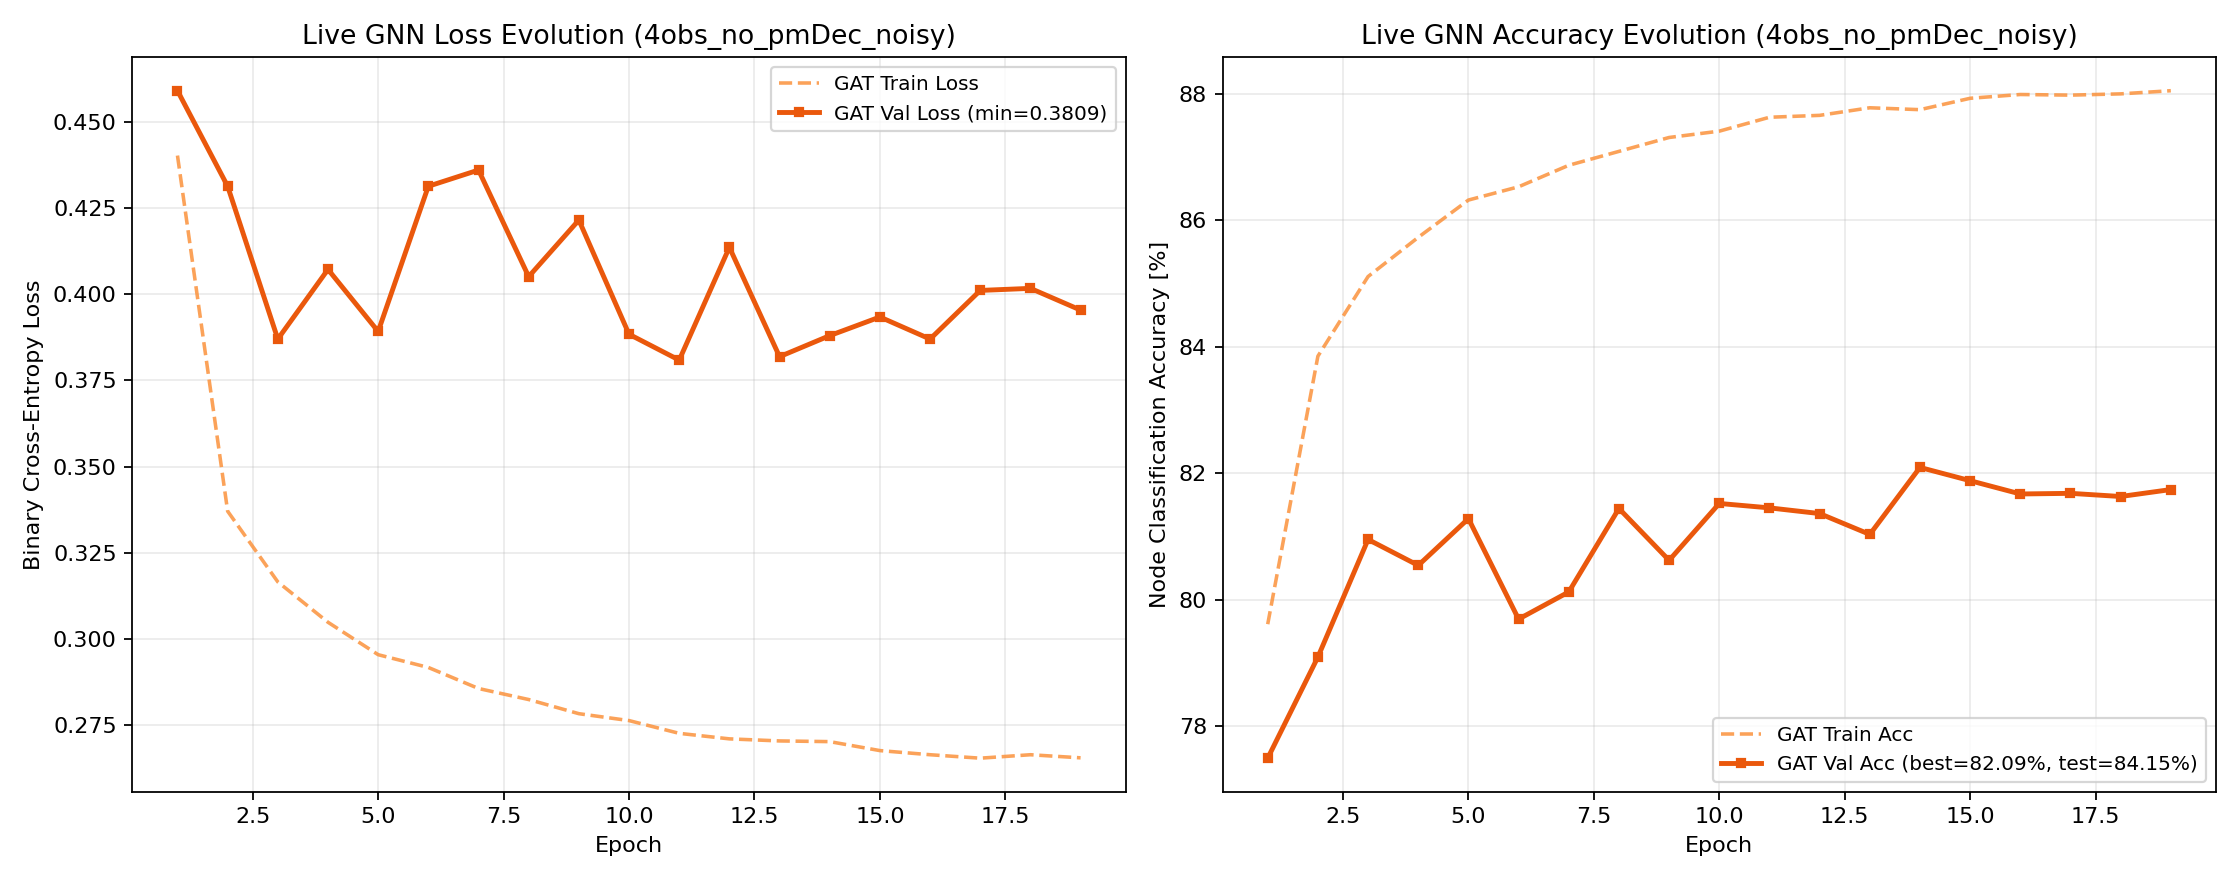 Live GNN Loss Evolution (4obs_no_pmDec_noisy)
GAT Train Loss
GAT Val Loss (min=0.3809)
Binary Cross-Entropy Loss
0.450
0.425
0.400
0.375
0.350
0.325
0.300
0.275
2.5 5.0 7.5 10.0 12.5 15.0 17.5
Epoch
Live GNN Accuracy Evolution (4obs_no_pmDec_noisy)
Node Classification Accuracy [%]
88
86
84
82
80
78
GAT Train Acc
GAT Val Acc (best=82.09%, test=84.15%)
2.5 5.0 7.5 10.0 12.5 15.0 17.5
Epoch